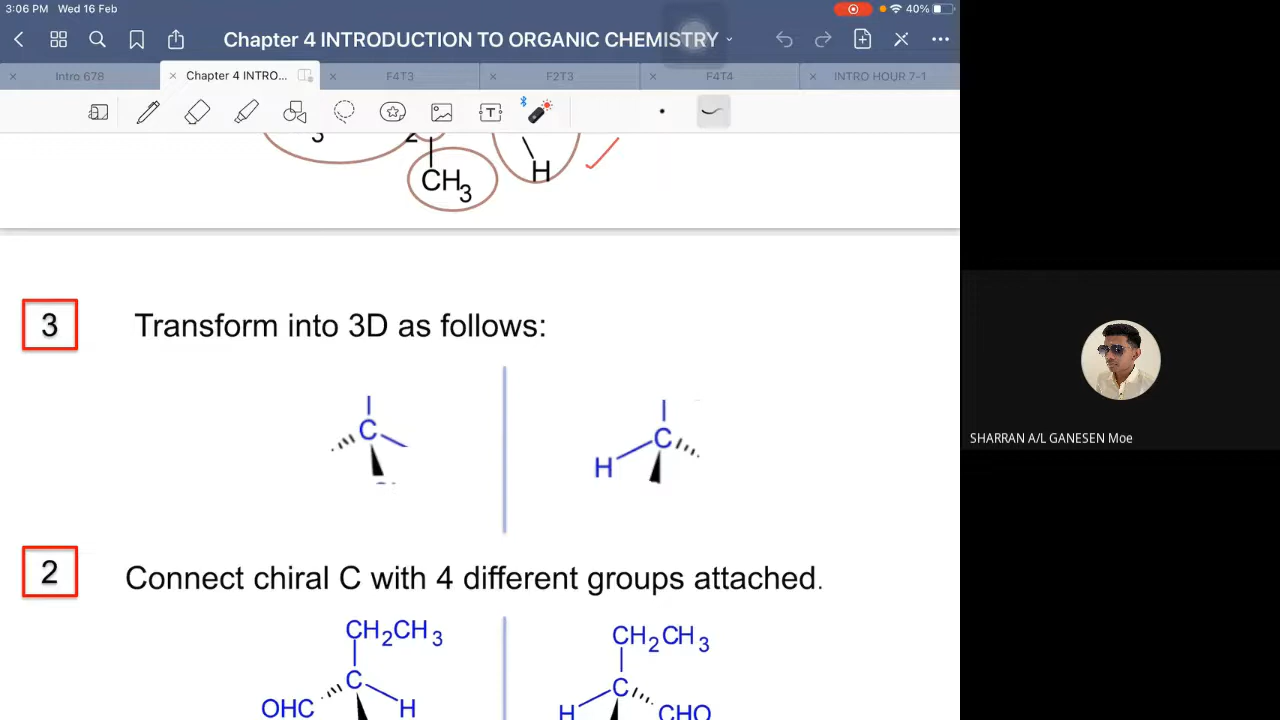 3:06 PM Wed 16 Feb
40%
Chapter 4 INTRODUCTION TO ORGANIC CHEMISTRY
Intro 678
Chapter 4 INTRO...
F4T3
F2T3
F4T4
INTRO HOUR 7-1
3
2
CH3
H
3
Transform into 3D as follows:
C
H
C
2
Connect chiral C with 4 different groups attached.
CH2CH3
C
OHC
H
CH2CH3
C
H
CHO
SHARRAN A/L GANESEN Moe